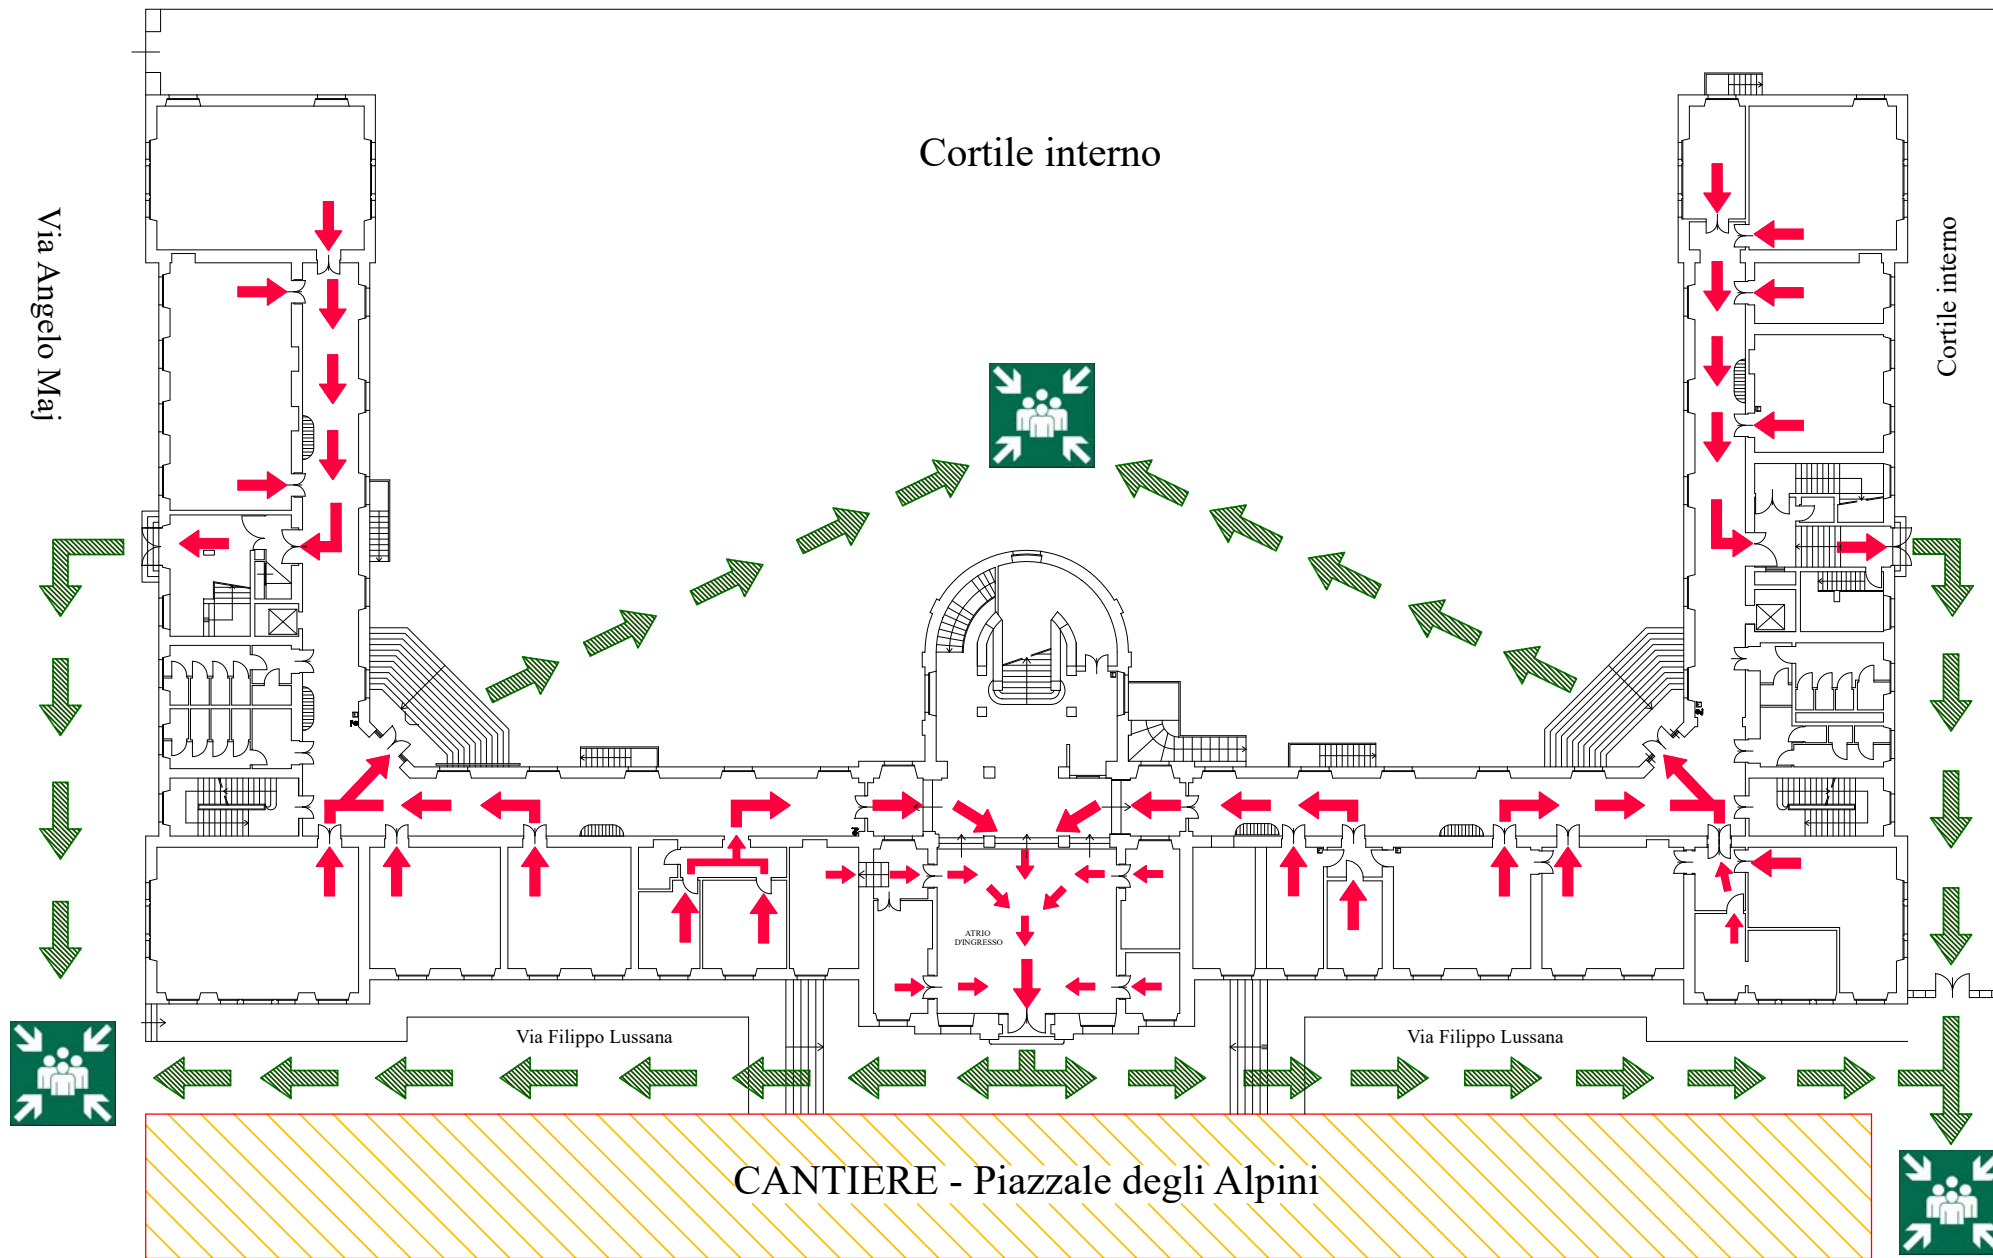 Cortile interno
Via Angelo Maj
Cortile interno
ATRIO
D'INGRESSO
Via Filippo Lussana
Via Filippo Lussana
CANTIERE - Piazzale degli Alpini